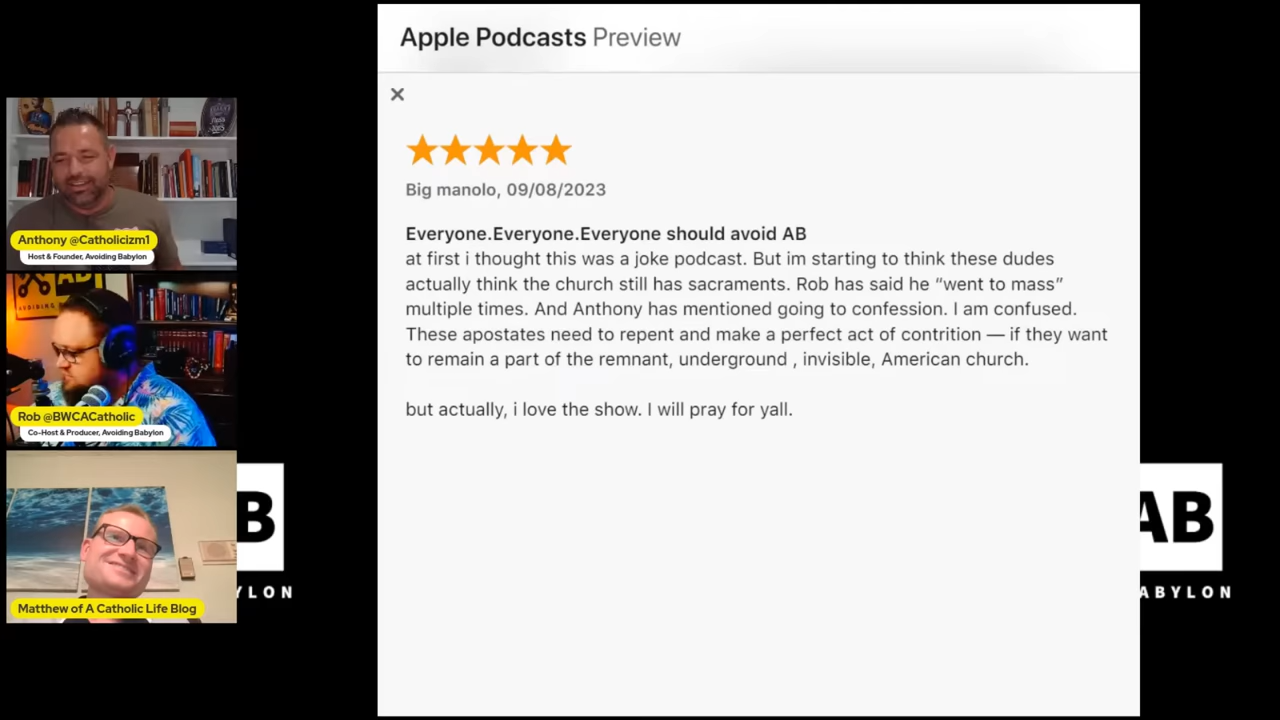 Apple Podcasts Preview
×
Big manolo, 09/08/2023
Everyone.Everyone.Everyone should avoid AB
at first i thought this was a joke podcast. But im starting to think these dudes
actually think the church still has sacraments. Rob has said he “went to mass”
multiple times. And Anthony has mentioned going to confession. I am confused.
These apostates need to repent and make a perfect act of contrition — if they want
to remain a part of the remnant, underground , invisible, American church.
but actually, i love the show. I will pray for yall.
Anthony @Catholicizm1
Host & Founder, Avoiding Babylon
Rob @BWCACatholic
Co-Host & Producer, Avoiding Babylon
Matthew of A Catholic Life Blog
B
YLON
AB
ABYLON